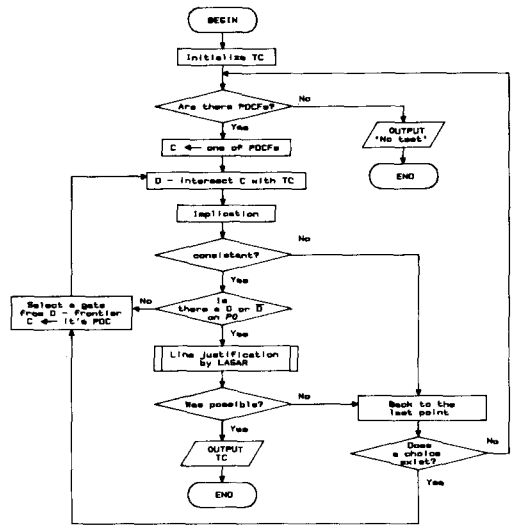 BEGIN
Initialize TC
Are there PDCFs?
No
Yes
OUTPUT
'No test'
END
C ← one of PDCFs
D - intersect C with TC
Implication
consistant?
No
Yes
Is
there a D or D̅
on PO
No
Yes
Select a gate
from D - frontier
C ← it's PDC
Line justification
by LASAR
Was possible?
No
Yes
Back to the
last point
OUTPUT
TC
Does
a choice
exist?
No
Yes
END